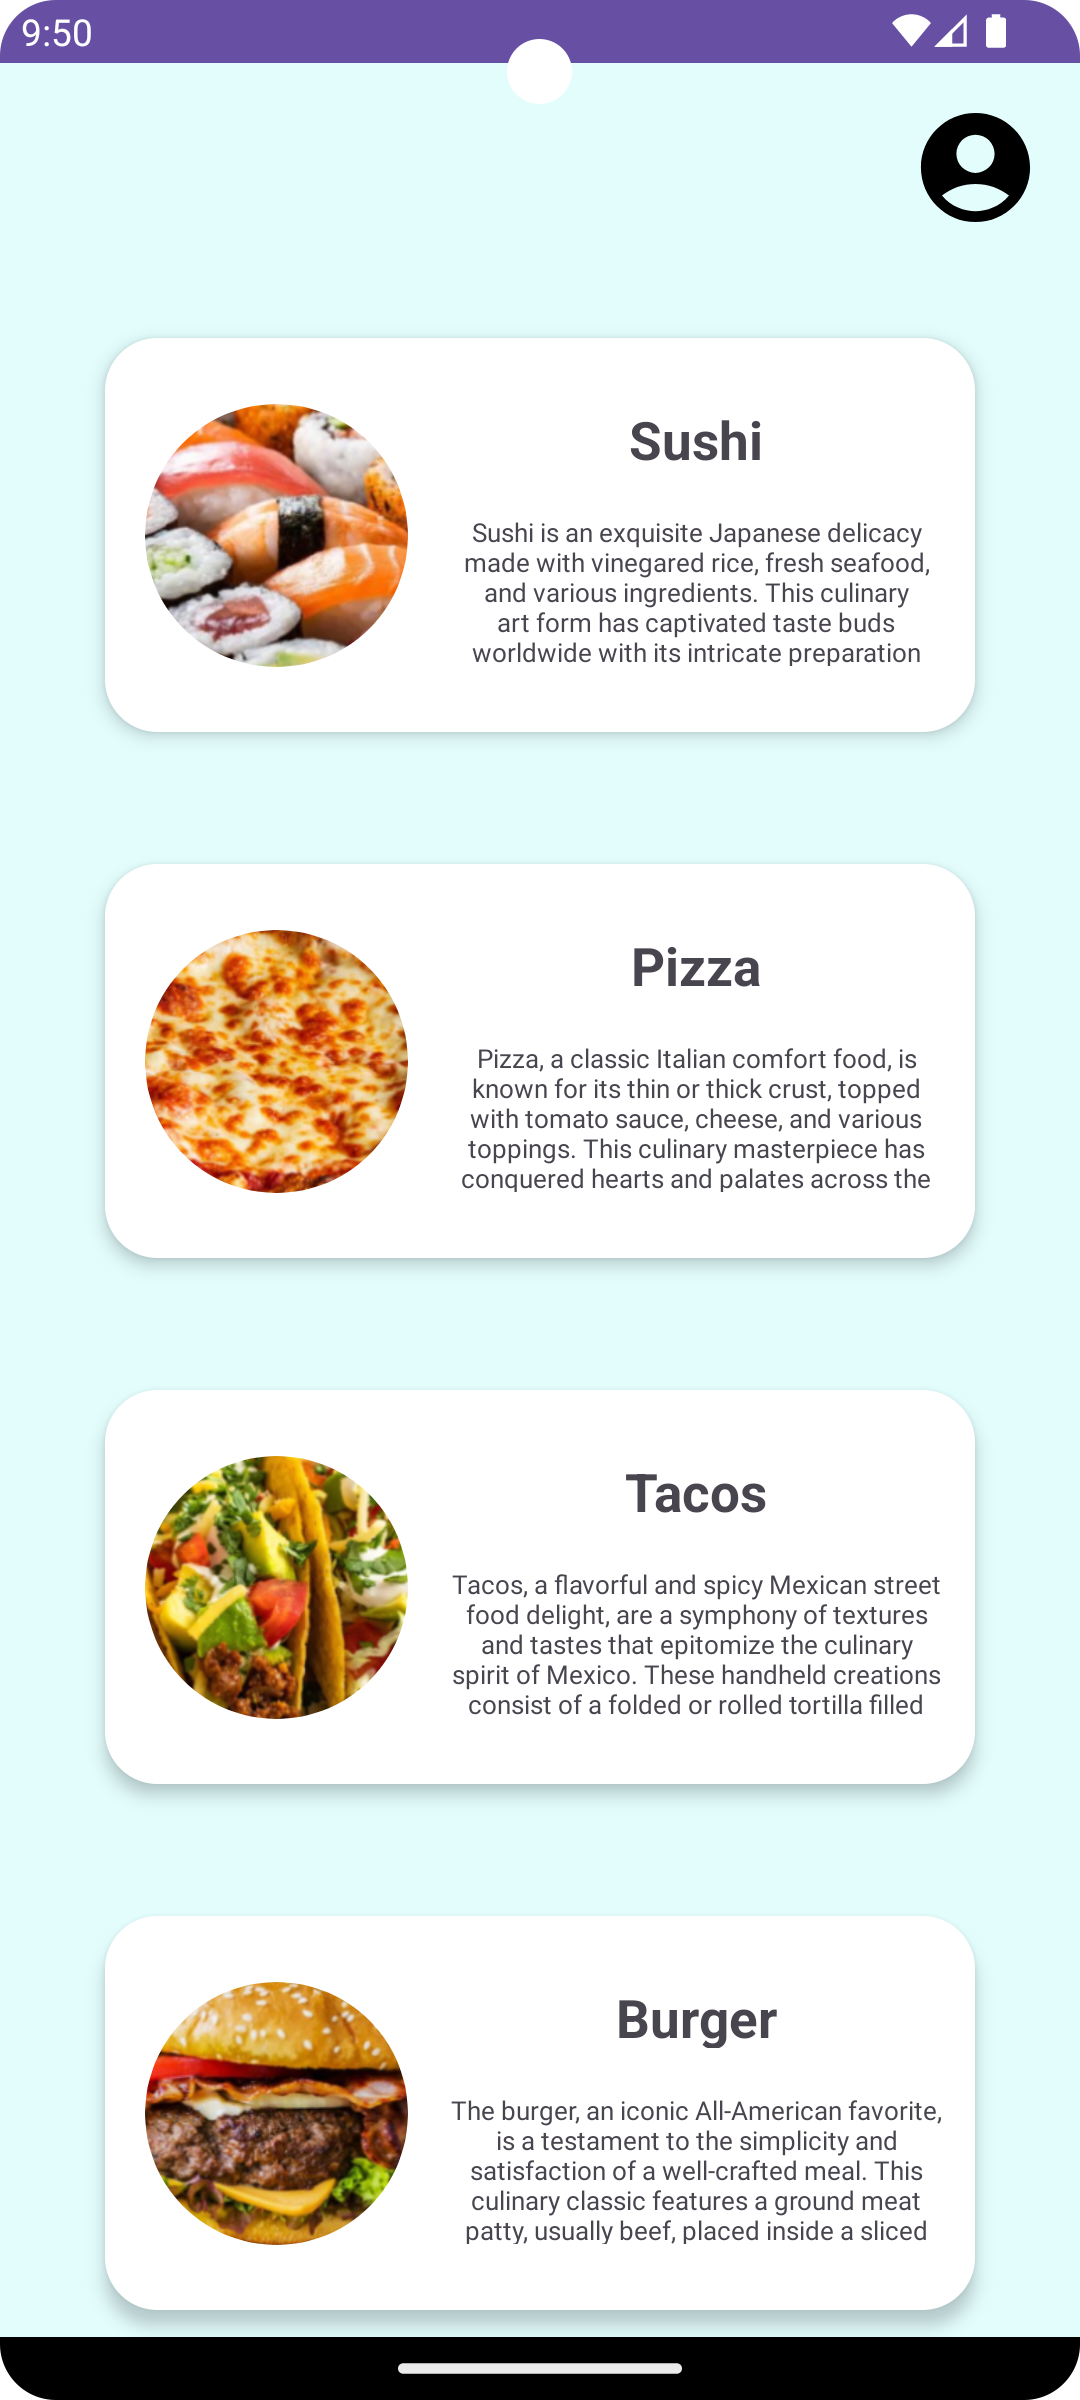 9:50
Sushi
Sushi is an exquisite Japanese delicacy
made with vinegared rice, fresh seafood,
and various ingredients. This culinary
art form has captivated taste buds
worldwide with its intricate preparation
Pizza
Pizza, a classic Italian comfort food, is
known for its thin or thick crust, topped
with tomato sauce, cheese, and various
toppings. This culinary masterpiece has
conquered hearts and palates across the
Tacos
Tacos, a flavorful and spicy Mexican street
food delight, are a symphony of textures
and tastes that epitomize the culinary
spirit of Mexico. These handheld creations
consist of a folded or rolled tortilla filled
Burger
The burger, an iconic All-American favorite,
is a testament to the simplicity and
satisfaction of a well-crafted meal. This
culinary classic features a ground meat
patty, usually beef, placed inside a sliced